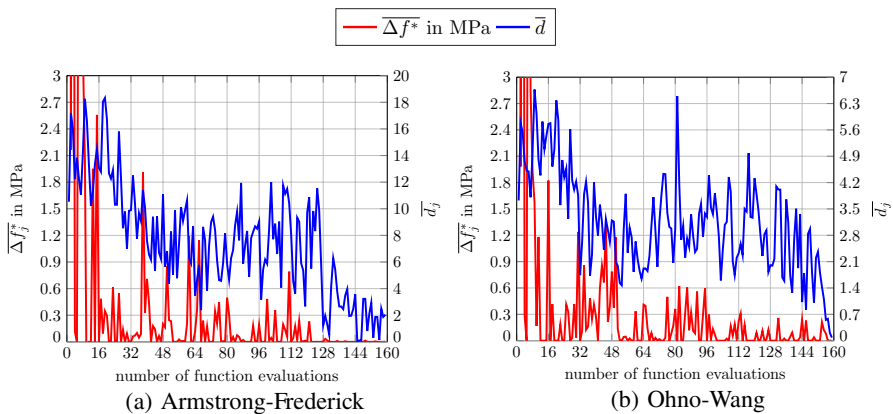 Δf* in MPa d
3 2.7 2.4 2.1 1.8 1.5 1.2 0.9 0.6 0.3 0
20 18 16 14 12 10 8 6 4 2 0
Δf*j in MPa
dj
0 16 32 48 64 80 96 112 128 144 160
number of function evaluations
(a) Armstrong-Frederick
3 2.7 2.4 2.1 1.8 1.5 1.2 0.9 0.6 0.3 0
7 6.3 5.6 4.9 4.2 3.5 2.8 2.1 1.4 0.7 0
Δf*j in MPa
dj
0 16 32 48 64 80 96 112 128 144 160
number of function evaluations
(b) Ohno-Wang